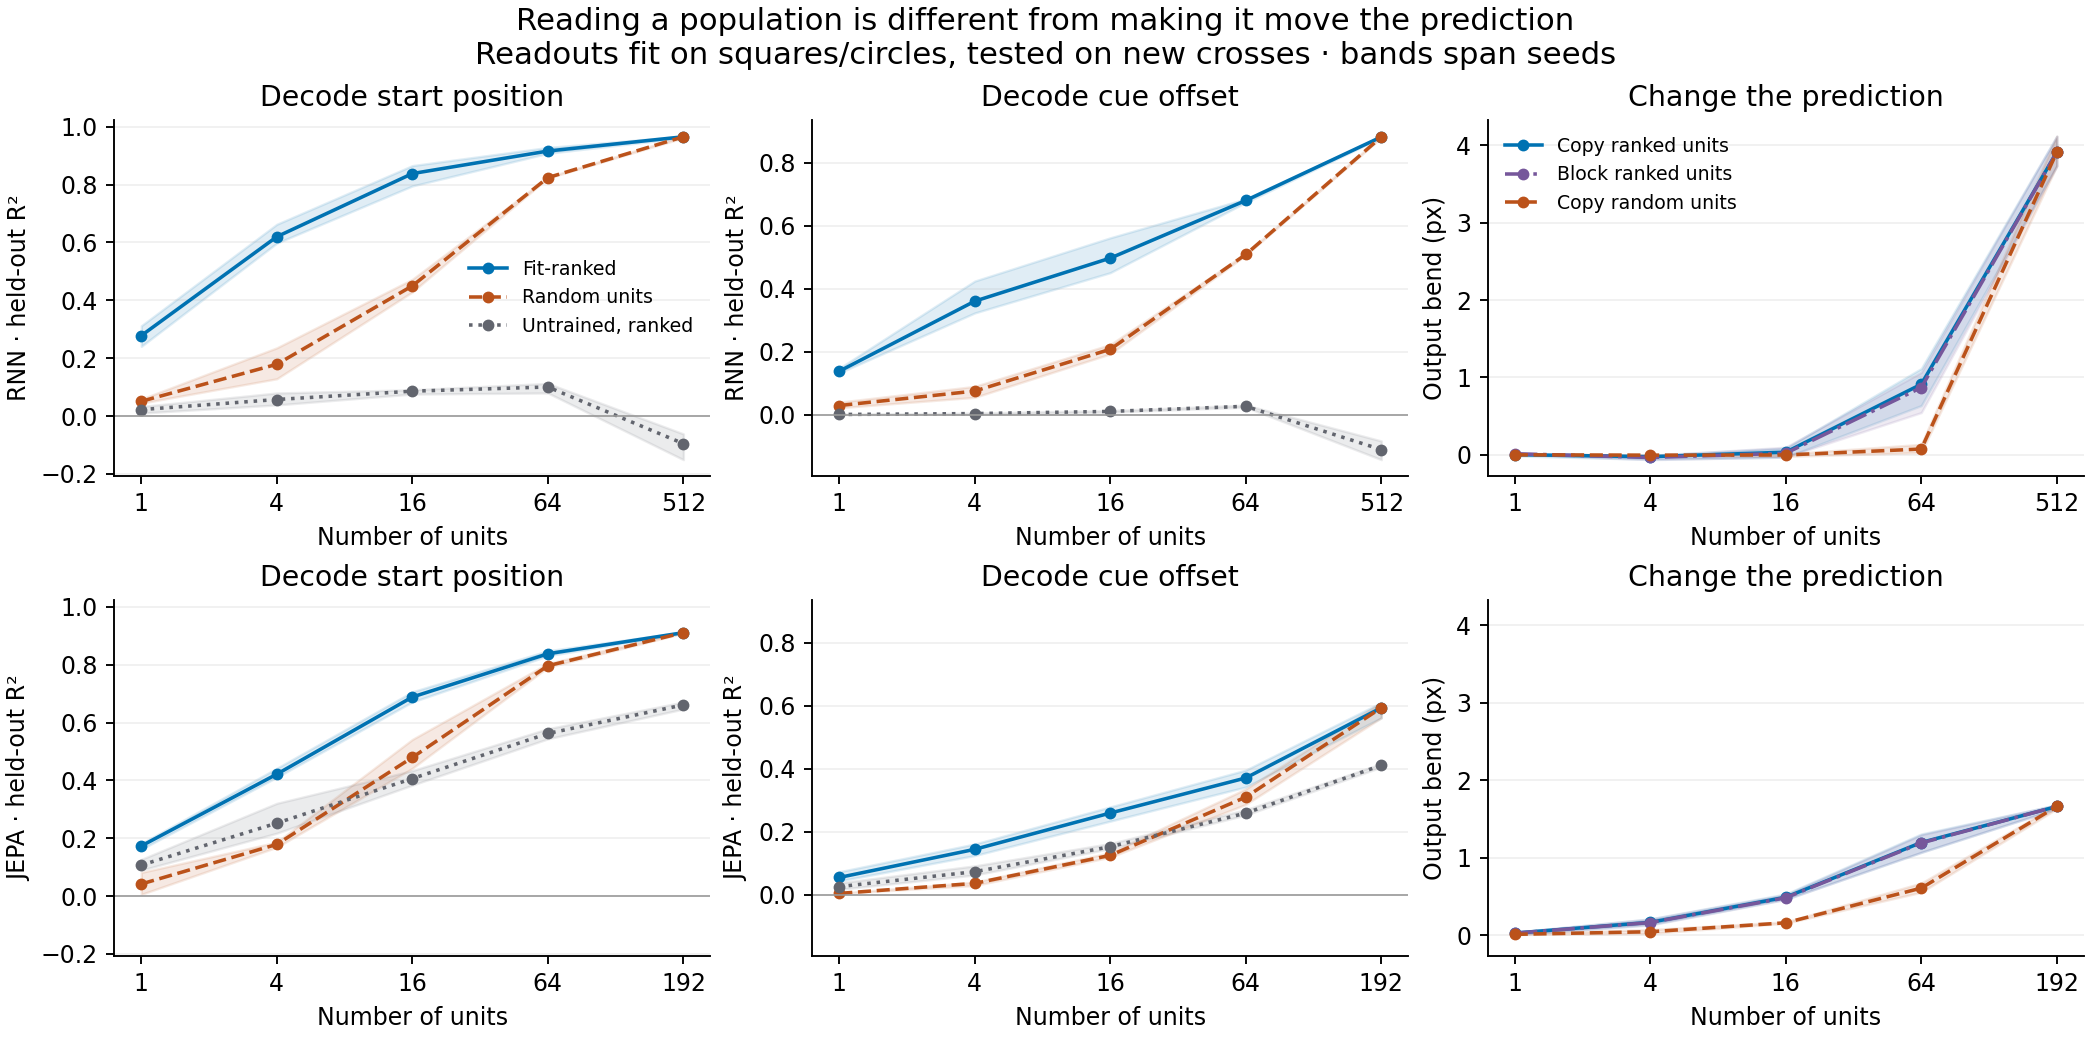 Reading a population is different from making it move the prediction
Readouts fit on squares/circles, tested on new crosses · bands span seeds
Decode start position
RNN · held-out R²
1.0
0.8
0.6
0.4
0.2
0.0
−0.2
Fit-ranked
Random units
Untrained, ranked
1 4 16 64 512
Number of units
Decode cue offset
RNN · held-out R²
0.8
0.6
0.4
0.2
0.0
1 4 16 64 512
Number of units
Change the prediction
Output bend (px)
4
3
2
1
0
Copy ranked units
Block ranked units
Copy random units
1 4 16 64 512
Number of units
Decode start position
JEPA · held-out R²
1.0
0.8
0.6
0.4
0.2
0.0
−0.2
1 4 16 64 192
Number of units
Decode cue offset
JEPA · held-out R²
0.8
0.6
0.4
0.2
0.0
1 4 16 64 192
Number of units
Change the prediction
Output bend (px)
4
3
2
1
0
1 4 16 64 192
Number of units